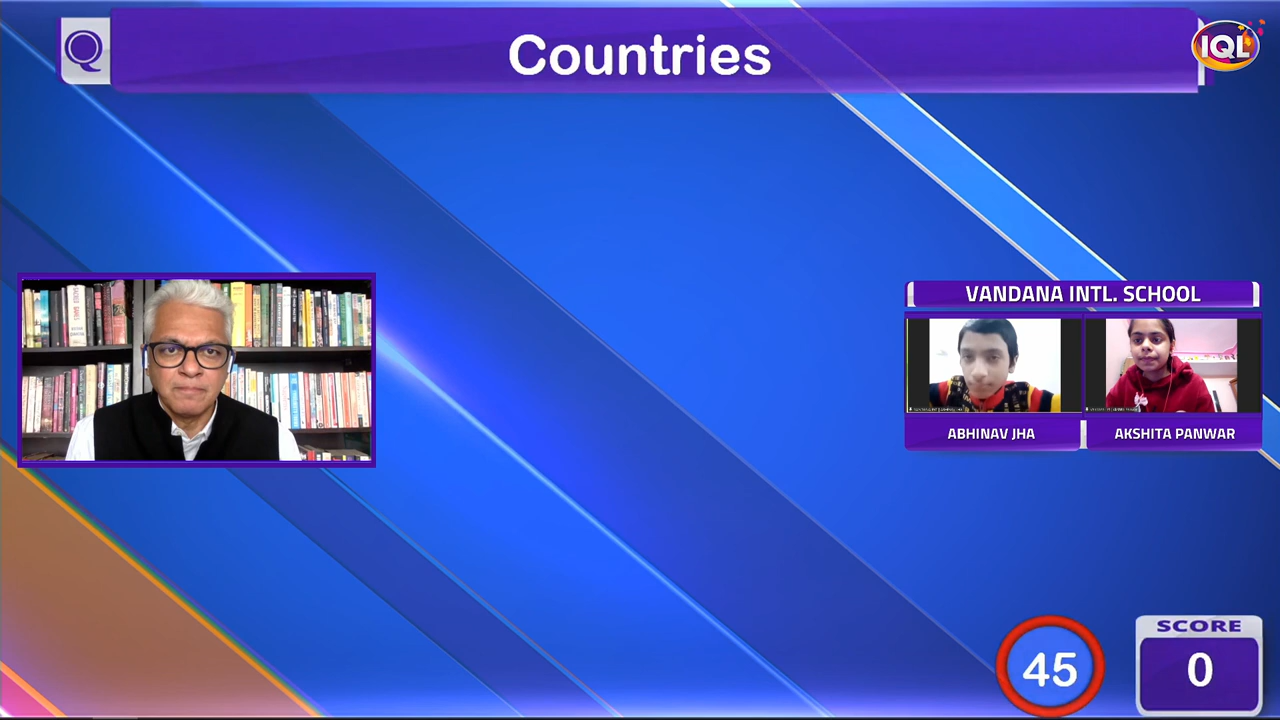 Q
Countries
IQL
VANDANA INTL. SCHOOL
ABHINAV JHA
AKSHITA PANWAR
45
SCORE
0